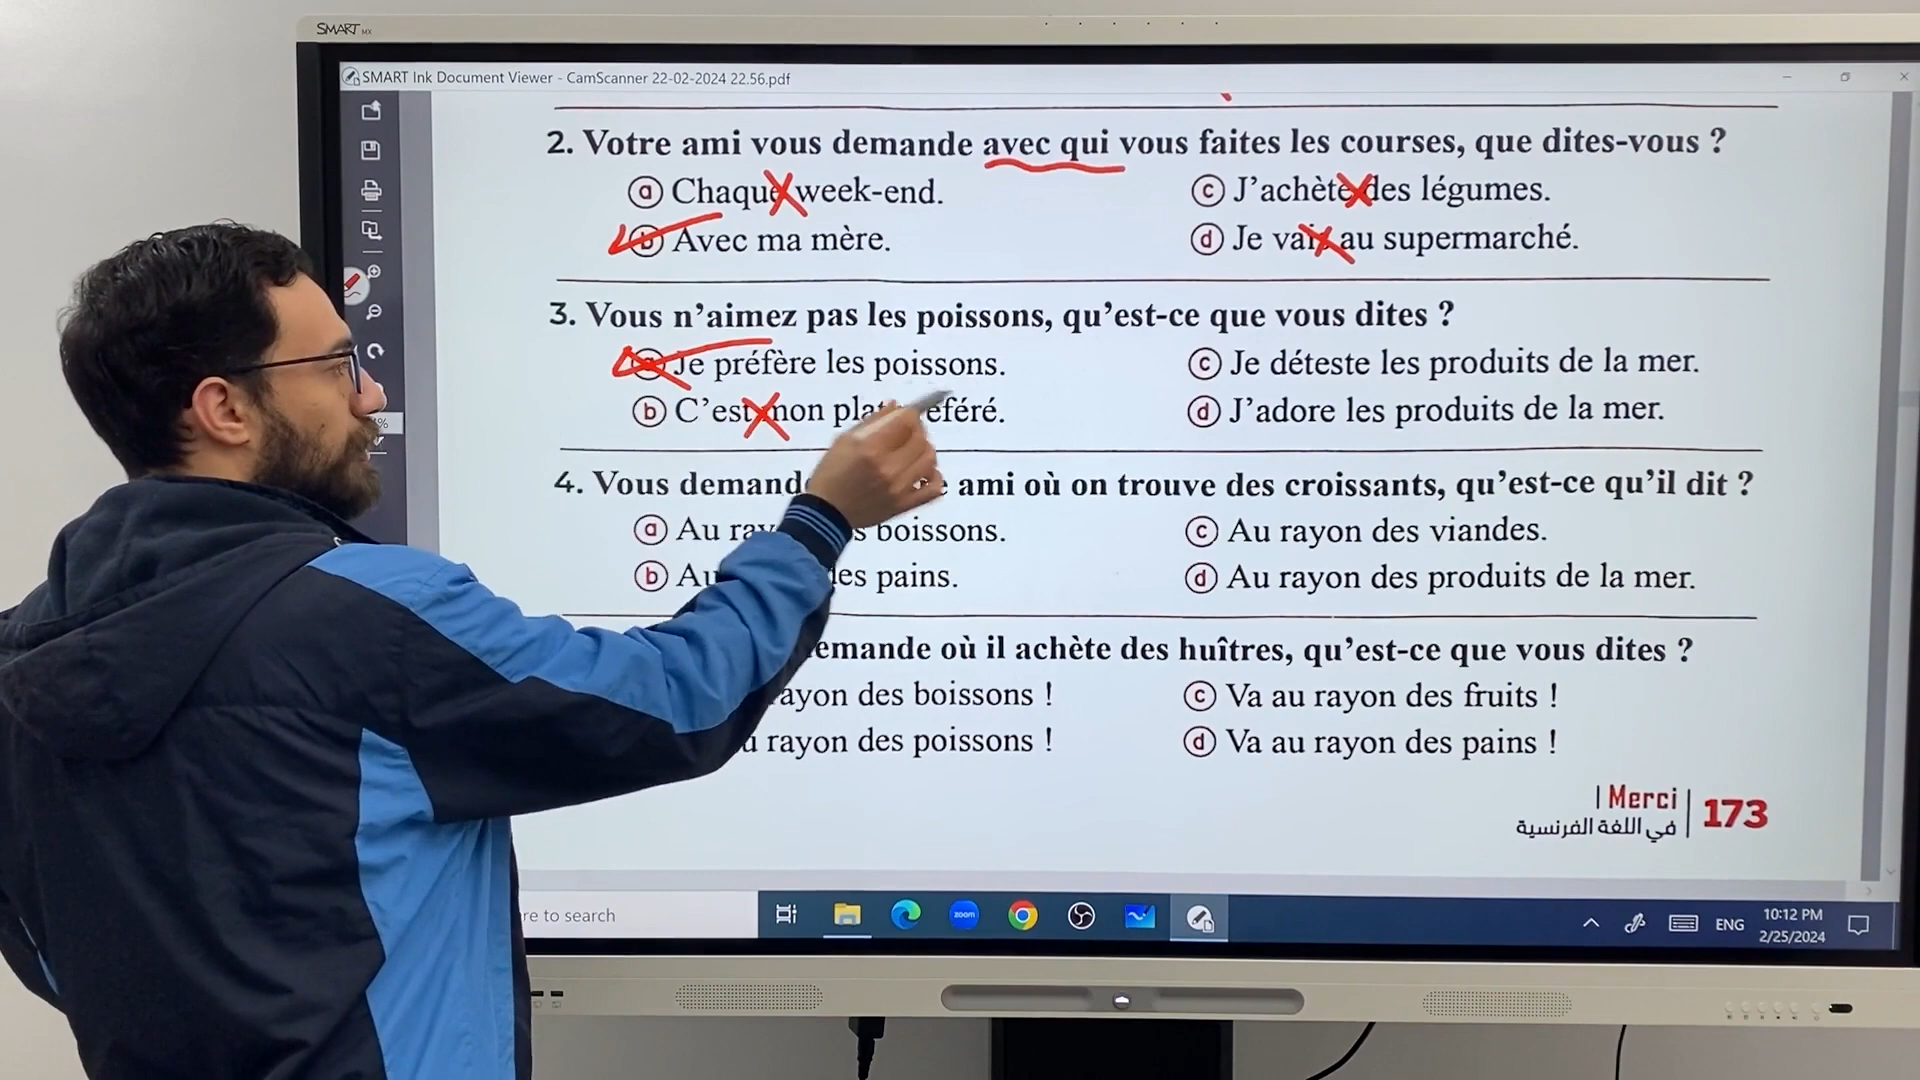 SMART MX
SMART Ink Document Viewer - CamScanner 22-02-2024 22.56.pdf
2. Votre ami vous demande avec qui vous faites les courses, que dites-vous ?
a Chaque week-end.
c J'achète des légumes.
b Avec ma mère.
d Je vais au supermarché.
3. Vous n'aimez pas les poissons, qu'est-ce que vous dites ?
a Je préfère les poissons.
c Je déteste les produits de la mer.
b C'est mon plat éféré.
d J'adore les produits de la mer.
4. Vous demand ami où on trouve des croissants, qu'est-ce qu'il dit ?
a Au ray s boissons.
c Au rayon des viandes.
b Au des pains.
d Au rayon des produits de la mer.
emande où il achète des huîtres, qu'est-ce que vous dites ?
ayon des boissons !
c Va au rayon des fruits !
u rayon des poissons !
d Va au rayon des pains !
Merci
في اللغة الفرنسية
173
re to search
zoom
ENG
10:12 PM
2/25/2024